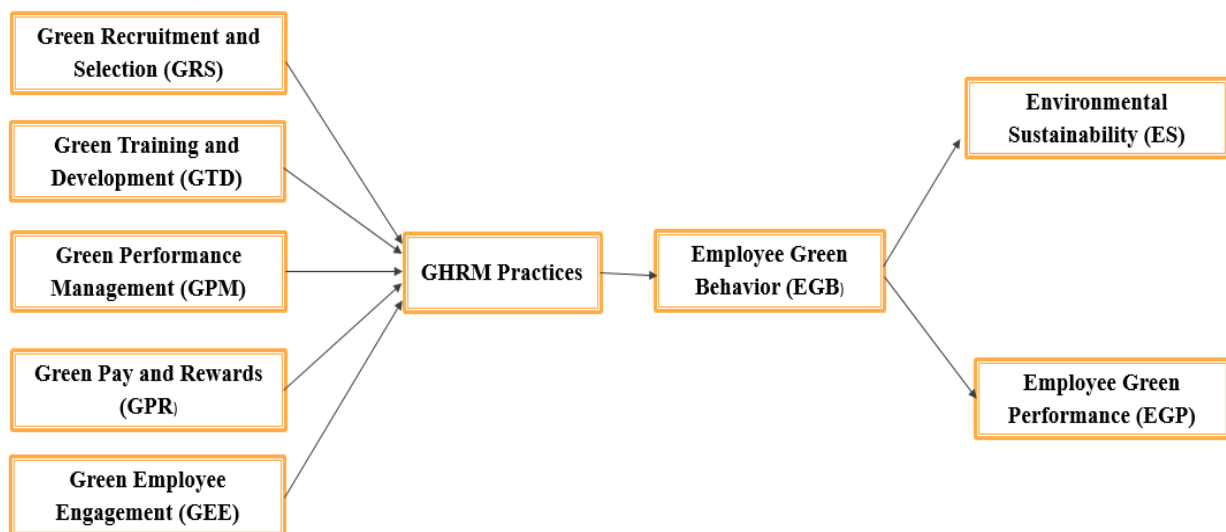 Green Recruitment and
Selection (GRS)
Green Training and
Development (GTD)
Green Performance
Management (GPM)
Green Pay and Rewards
(GPR)
Green Employee
Engagement (GEE)
GHRM Practices
Employee Green
Behavior (EGB)
Environmental
Sustainability (ES)
Employee Green
Performance (EGP)